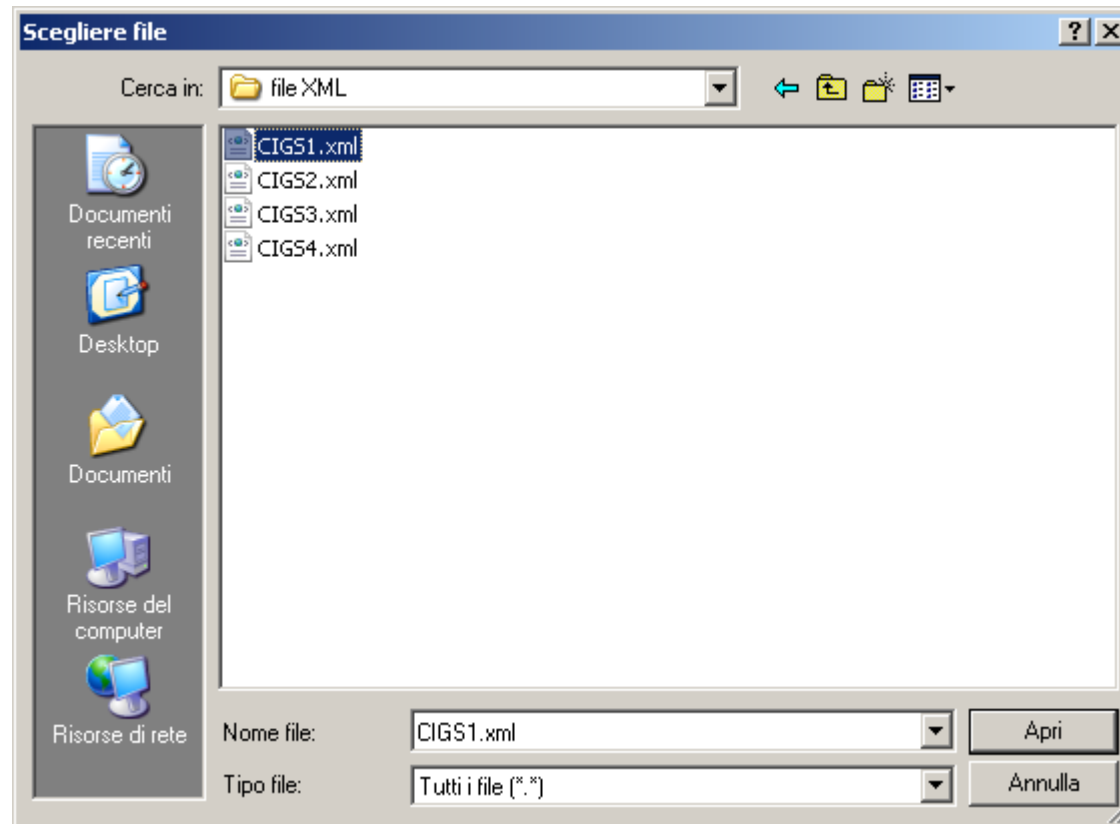 Scegliere file
Cerca in: file XML
CIGS1.xml
CIGS2.xml
CIGS3.xml
CIGS4.xml
Documenti
recenti
Desktop
Documenti
Risorse del
computer
Risorse di rete
Nome file: CIGS1.xml Apri
Tipo file: Tutti i file (*.*) Annulla